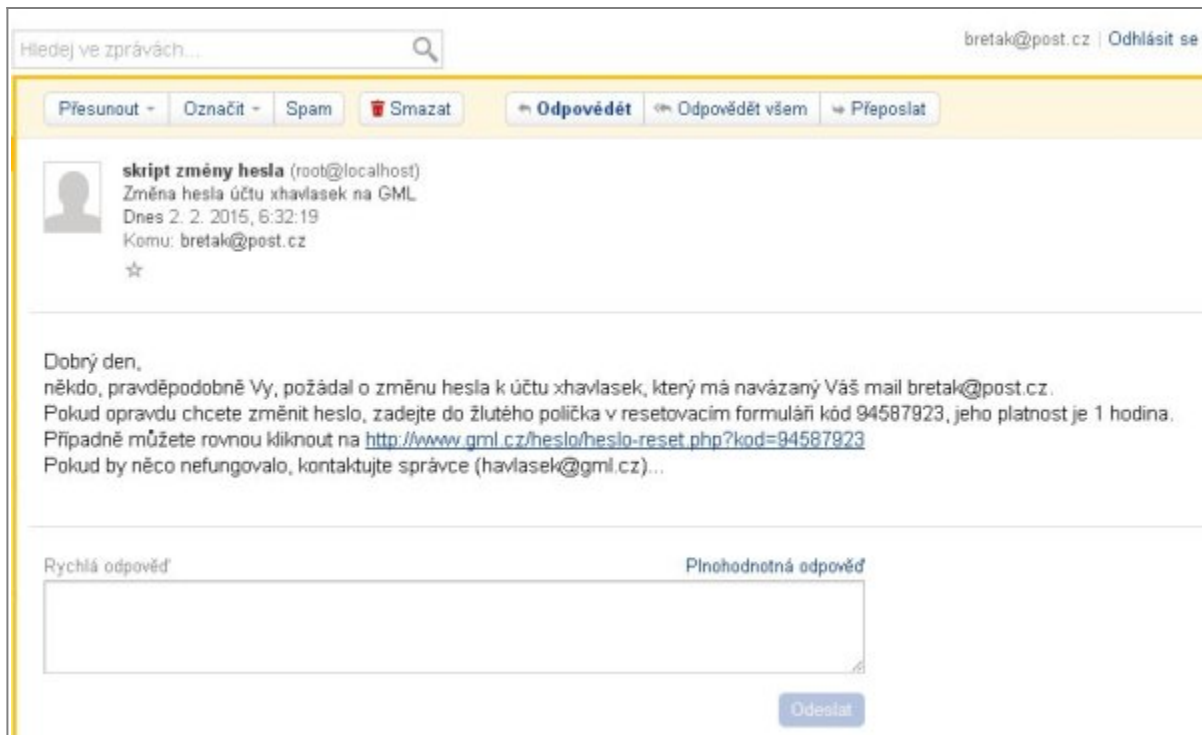 Hledej ve zprávách...
bretak@post.cz | Odhlásit se
Přesunout Označit Spam Smazat Odpovědět Odpovědět všem Přeposlat
skript změny hesla (root@localhost)
Změna hesla účtu xhavlasek na GML
Dnes 2. 2. 2015, 6:32:19
Komu: bretak@post.cz
Dobrý den,
někdo, pravděpodobně Vy, požádal o změnu hesla k účtu xhavlasek, který má navázaný Váš mail bretak@post.cz.
Pokud opravdu chcete změnit heslo, zadejte do žlutého políčka v resetovacím formuláři kód 94587923, jeho platnost je 1 hodina.
Případně můžete rovnou kliknout na http://www.gml.cz/heslo/heslo-reset.php?kod=94587923
Pokud by něco nefungovalo, kontaktujte správce (havlasek@gml.cz)...
Rychlá odpověď
Plnohodnotná odpověď
Odeslat